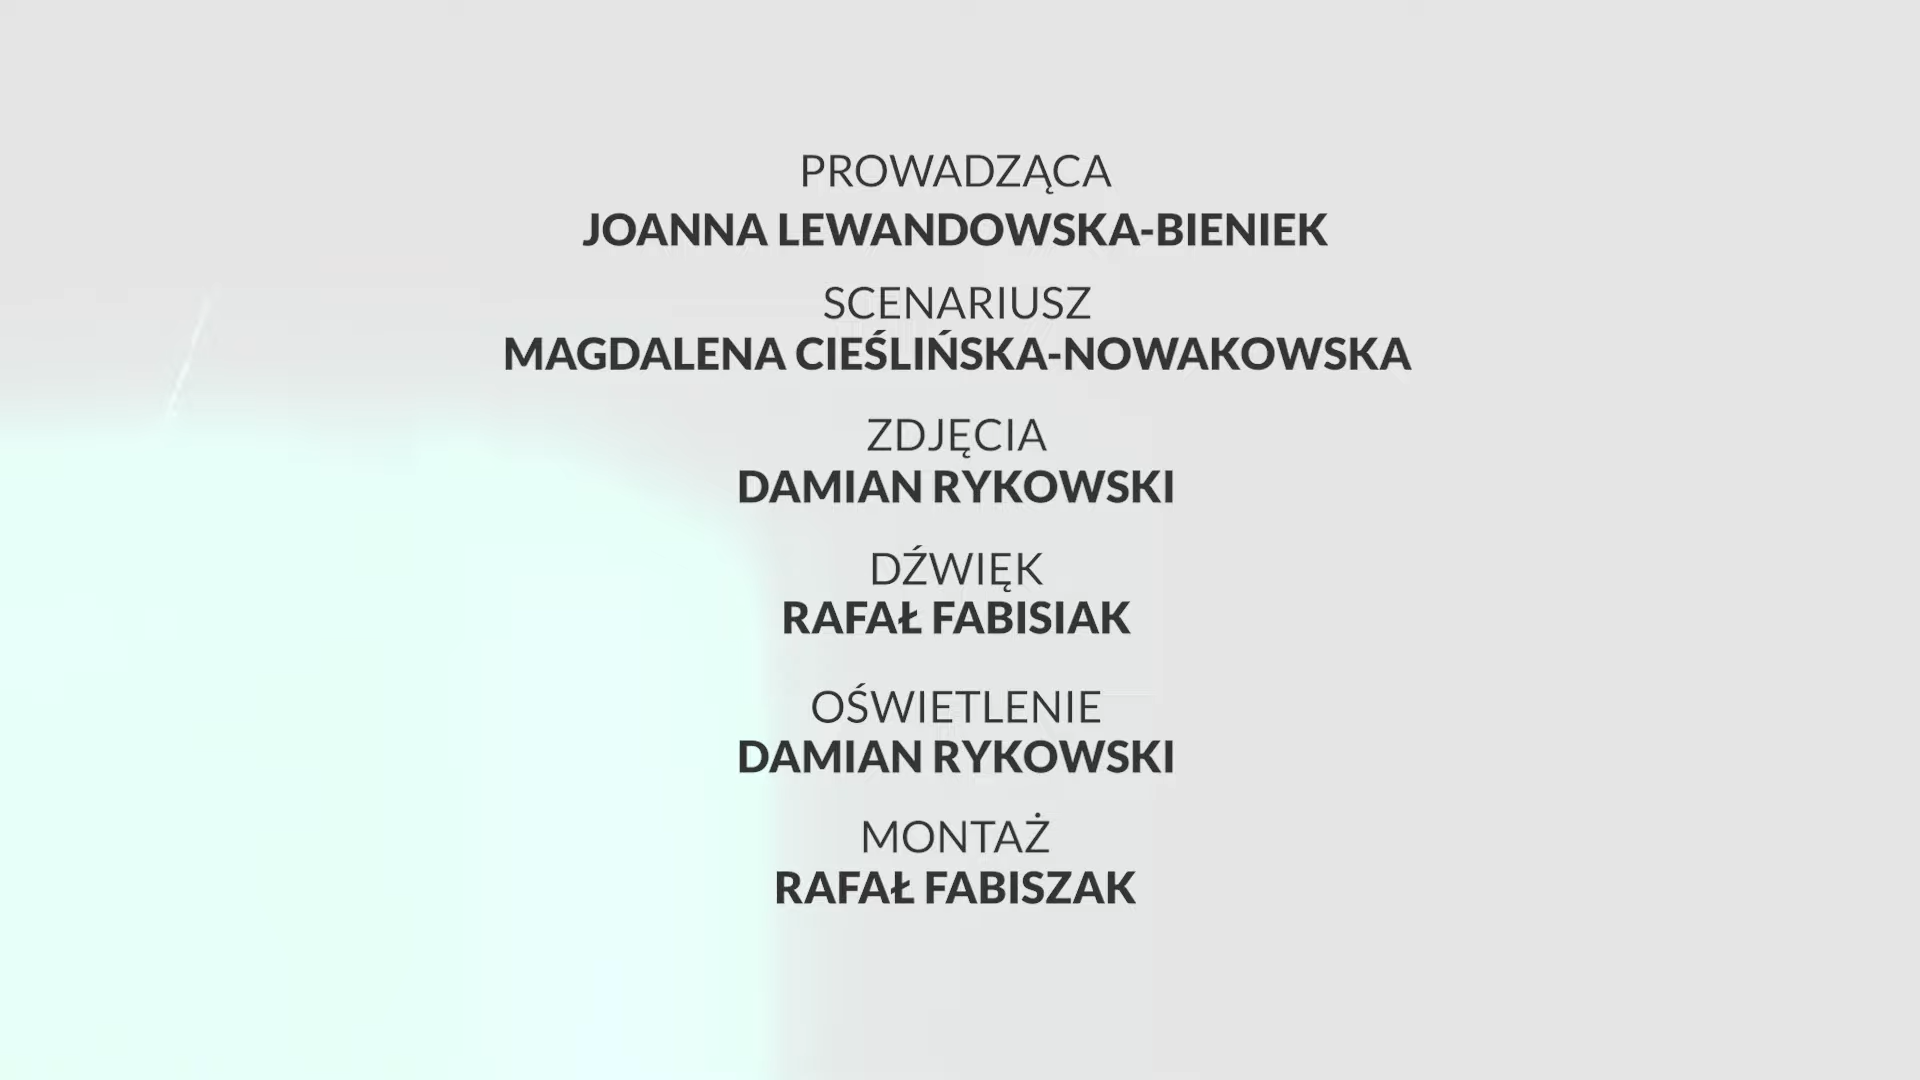 PROWADZĄCA
JOANNA LEWANDOWSKA-BIENIEK
SCENARIUSZ
MAGDALENA CIEŚLIŃSKA-NOWAKOWSKA
ZDJĘCIA
DAMIAN RYKOWSKI
DŹWIĘK
RAFAŁ FABISIAK
OŚWIETLENIE
DAMIAN RYKOWSKI
MONTAŻ
RAFAŁ FABISZAK